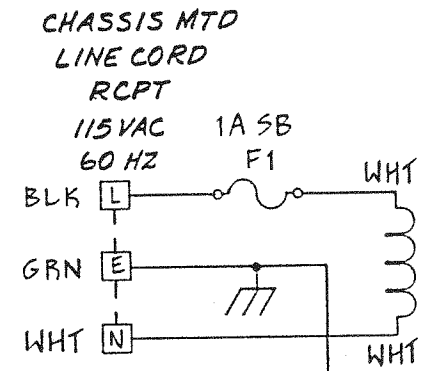 CHASSIS MTD
LINE CORD
RCPT
115 VAC
60 HZ
1A SB
F1
WHT
BLK L
GRN E
WHT N
WHT